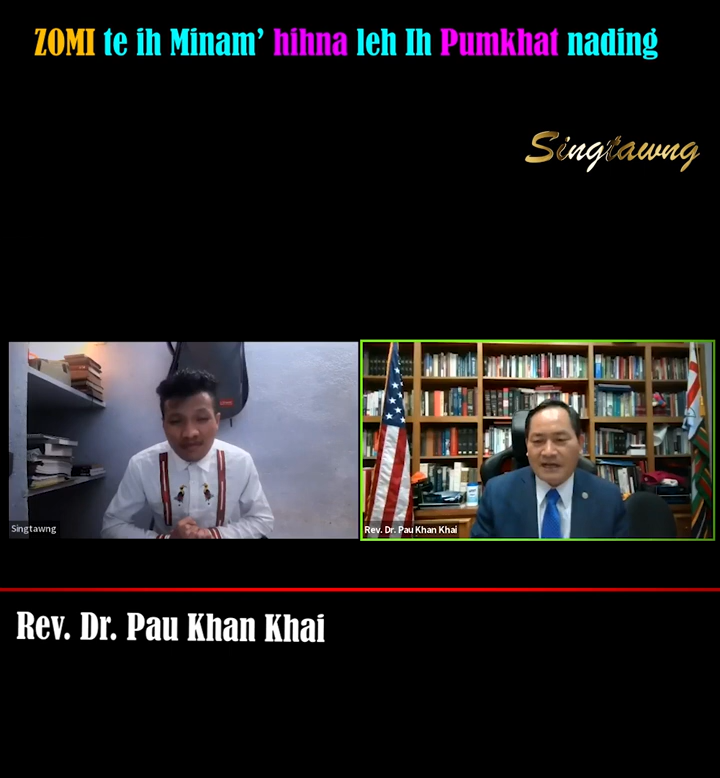 ZOMI te ih Minam' hihna leh Ih Pumkhat nading
Singtawng
Singtawng
Rev. Dr. Pau Khan Khai
Rev. Dr. Pau Khan Khai